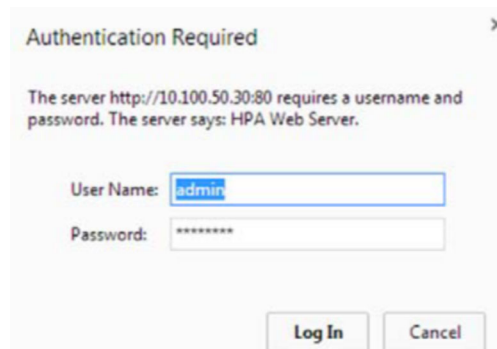 Authentication Required
The server http://10.100.50.30:80 requires a username and
password. The server says: HPA Web Server.
User Name: admin
Password: ********
Log In Cancel